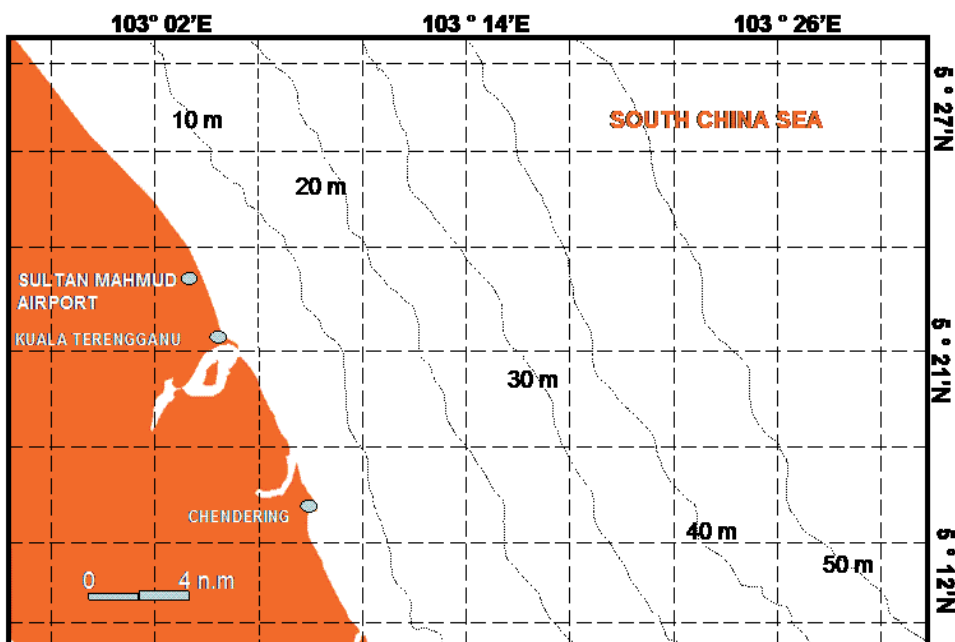 103 º 02'E
103 º 14'E
103 º 26'E
5 º 27'N
10 m
SOUTH CHINA SEA
20 m
SULTAN MAHMUD
AIRPORT
KUALA TERENGGANU
5 º 21'N
30 m
CHENDERING
40 m
5 º 12'N
50 m
0
4 n.m